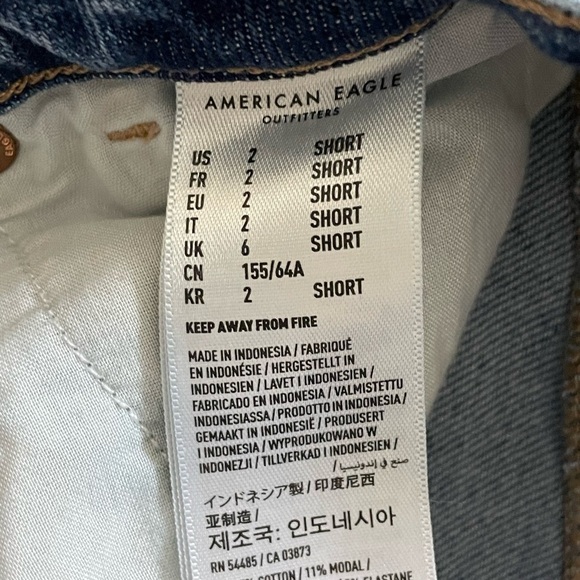 AMERICAN EAGLE
OUTFITTERS
US 2 SHORT
FR 2 SHORT
EU 2 SHORT
IT 2 SHORT
UK 6 SHORT
CN 155/64A
KR 2 SHORT
KEEP AWAY FROM FIRE
MADE IN INDONESIA / FABRIQUÉ
EN INDONÉSIE / HERGESTELLT IN
INDONESIEN / LAVET I INDONESIEN /
FABRICADO EN INDONESIA / VALMISTETTU
INDONESIASSA / PRODOTTO IN INDONESIA /
GEMAAKT IN INDONESIË / PRODUSERT
I INDONESIA / WYPRODUKOWANO W
INDONEZJI / TILLVERKAD I INDONESIEN /
صنع في إندونيسيا /
インドネシア製 / 印度尼西
亚制造 /
제조국: 인도네시아
RN 54485 / CA 03873
COTTON / 11% MODAL /
ELASTANE